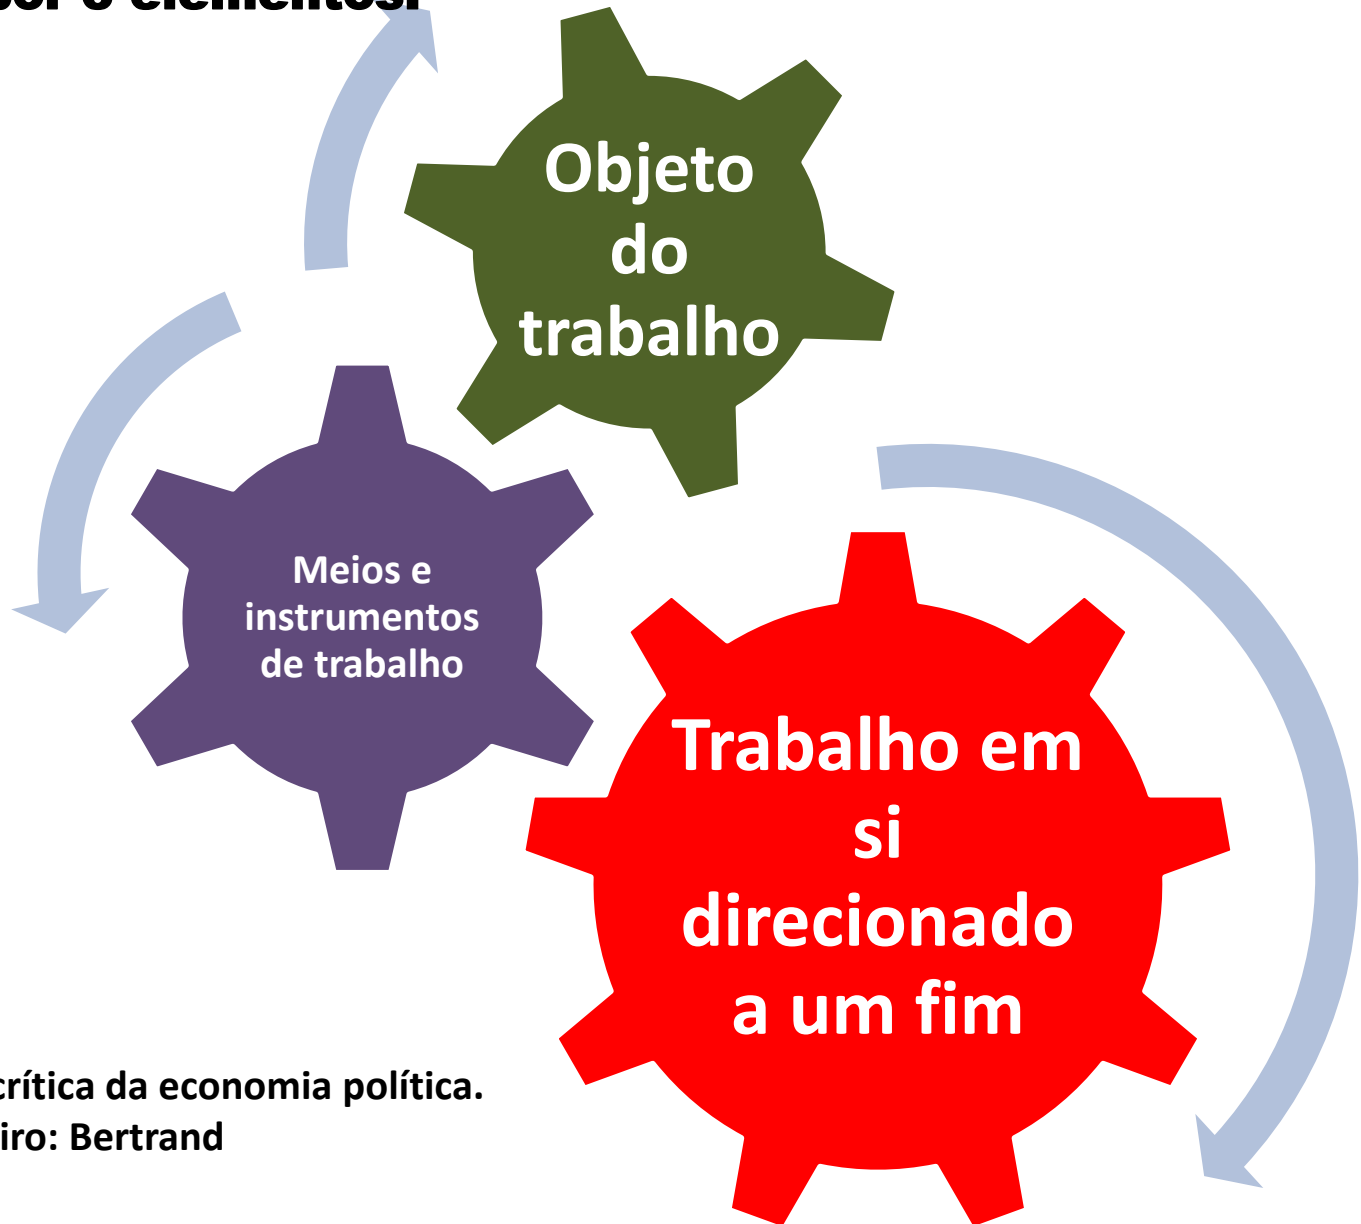 elementos:
Objeto
do
trabalho
Meios e
instrumentos
de trabalho
Trabalho em
si
direcionado
a um fim
crítica da economia política.
iro: Bertrand